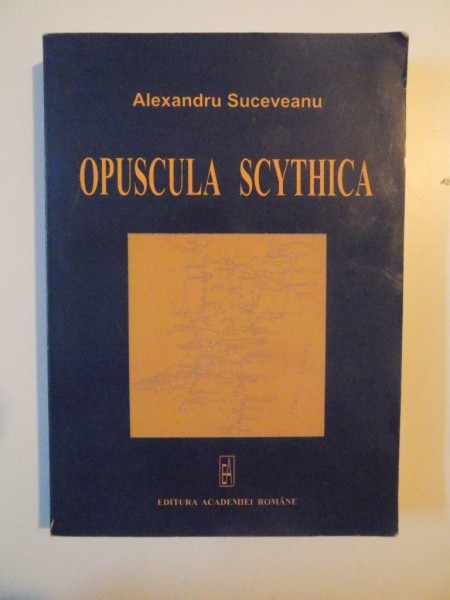 Alexandru Suceveanu
OPUSCULA SCYTHICA
EA
EDITURA ACADEMIEI ROMÂNE